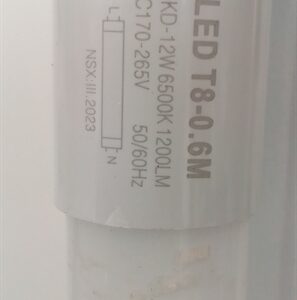 LED T8-0.6M
KD-12W 6500K 1200LM
C170-265V 50/60Hz
L
N
NSX:III.2023